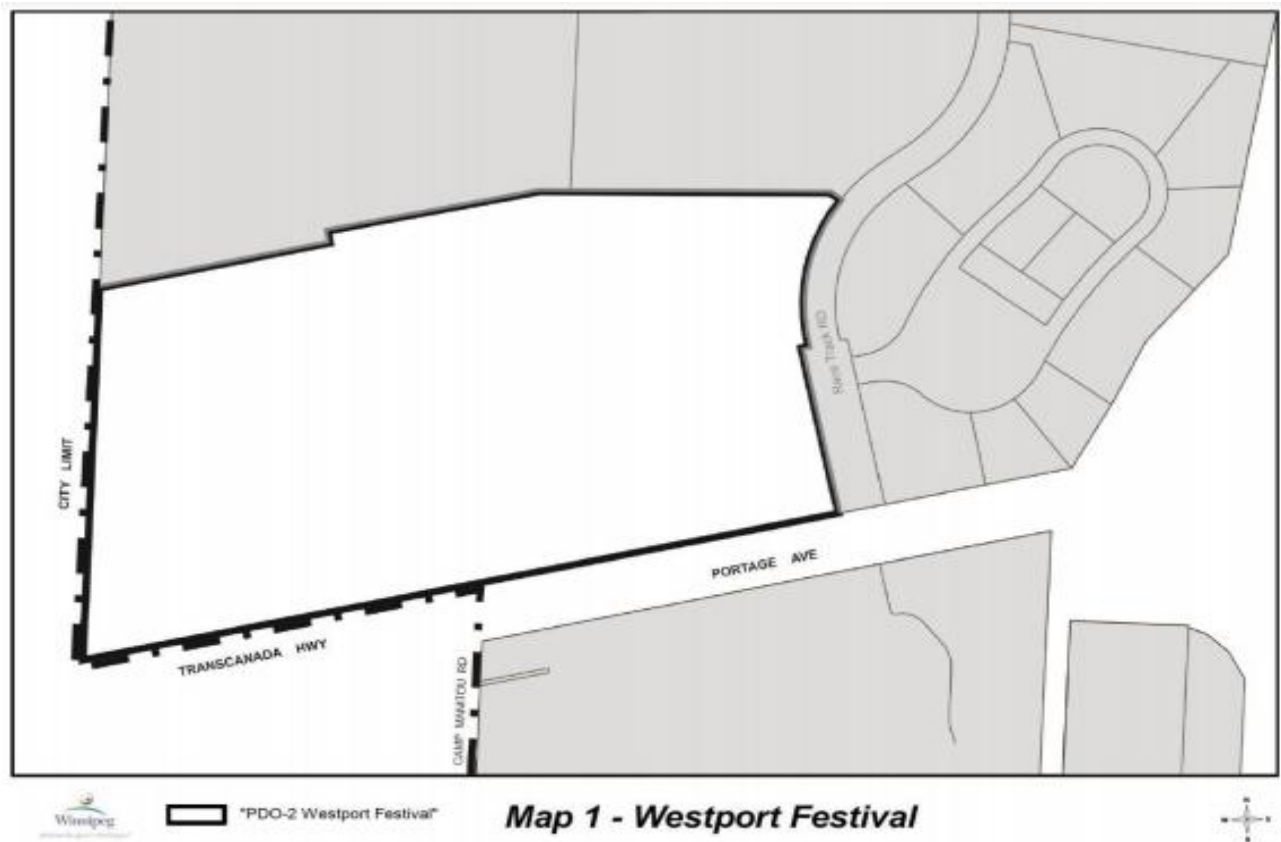 Race Track RD
CITY LIMIT
PORTAGE AVE
TRANSCANADA HWY
CAMP MANITOU RD
Winnipeg
"PDO-2 Westport Festival"
Map 1 - Westport Festival